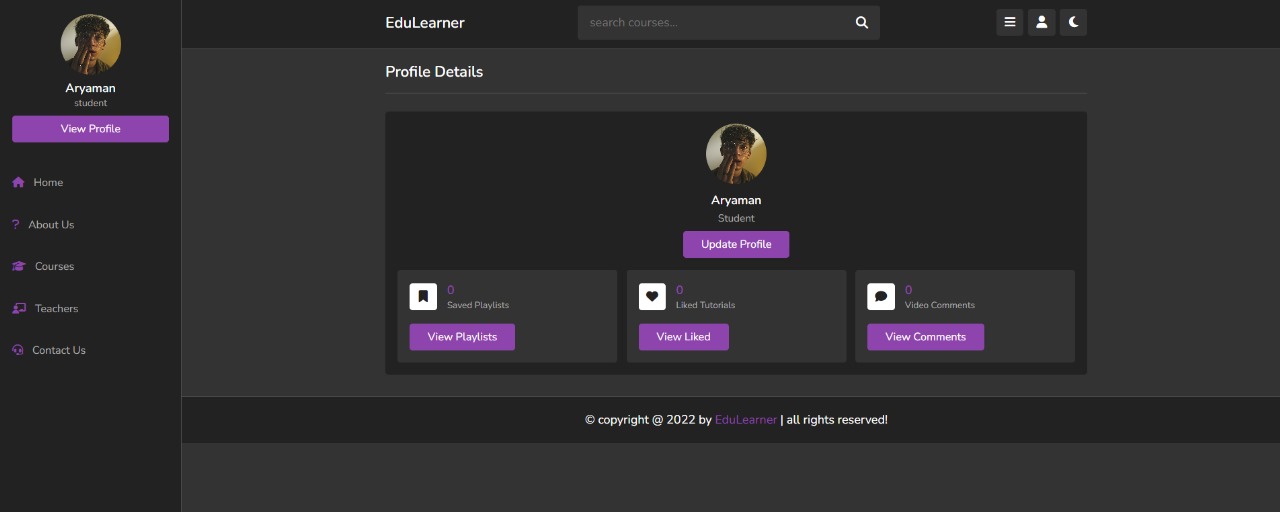 Aryaman
student
View Profile
Home
About Us
Courses
Teachers
Contact Us
EduLearner
search courses...
Profile Details
Aryaman
Student
Update Profile
0
Saved Playlists
View Playlists
0
Liked Tutorials
View Liked
0
Video Comments
View Comments
© copyright @ 2022 by EduLearner | all rights reserved!